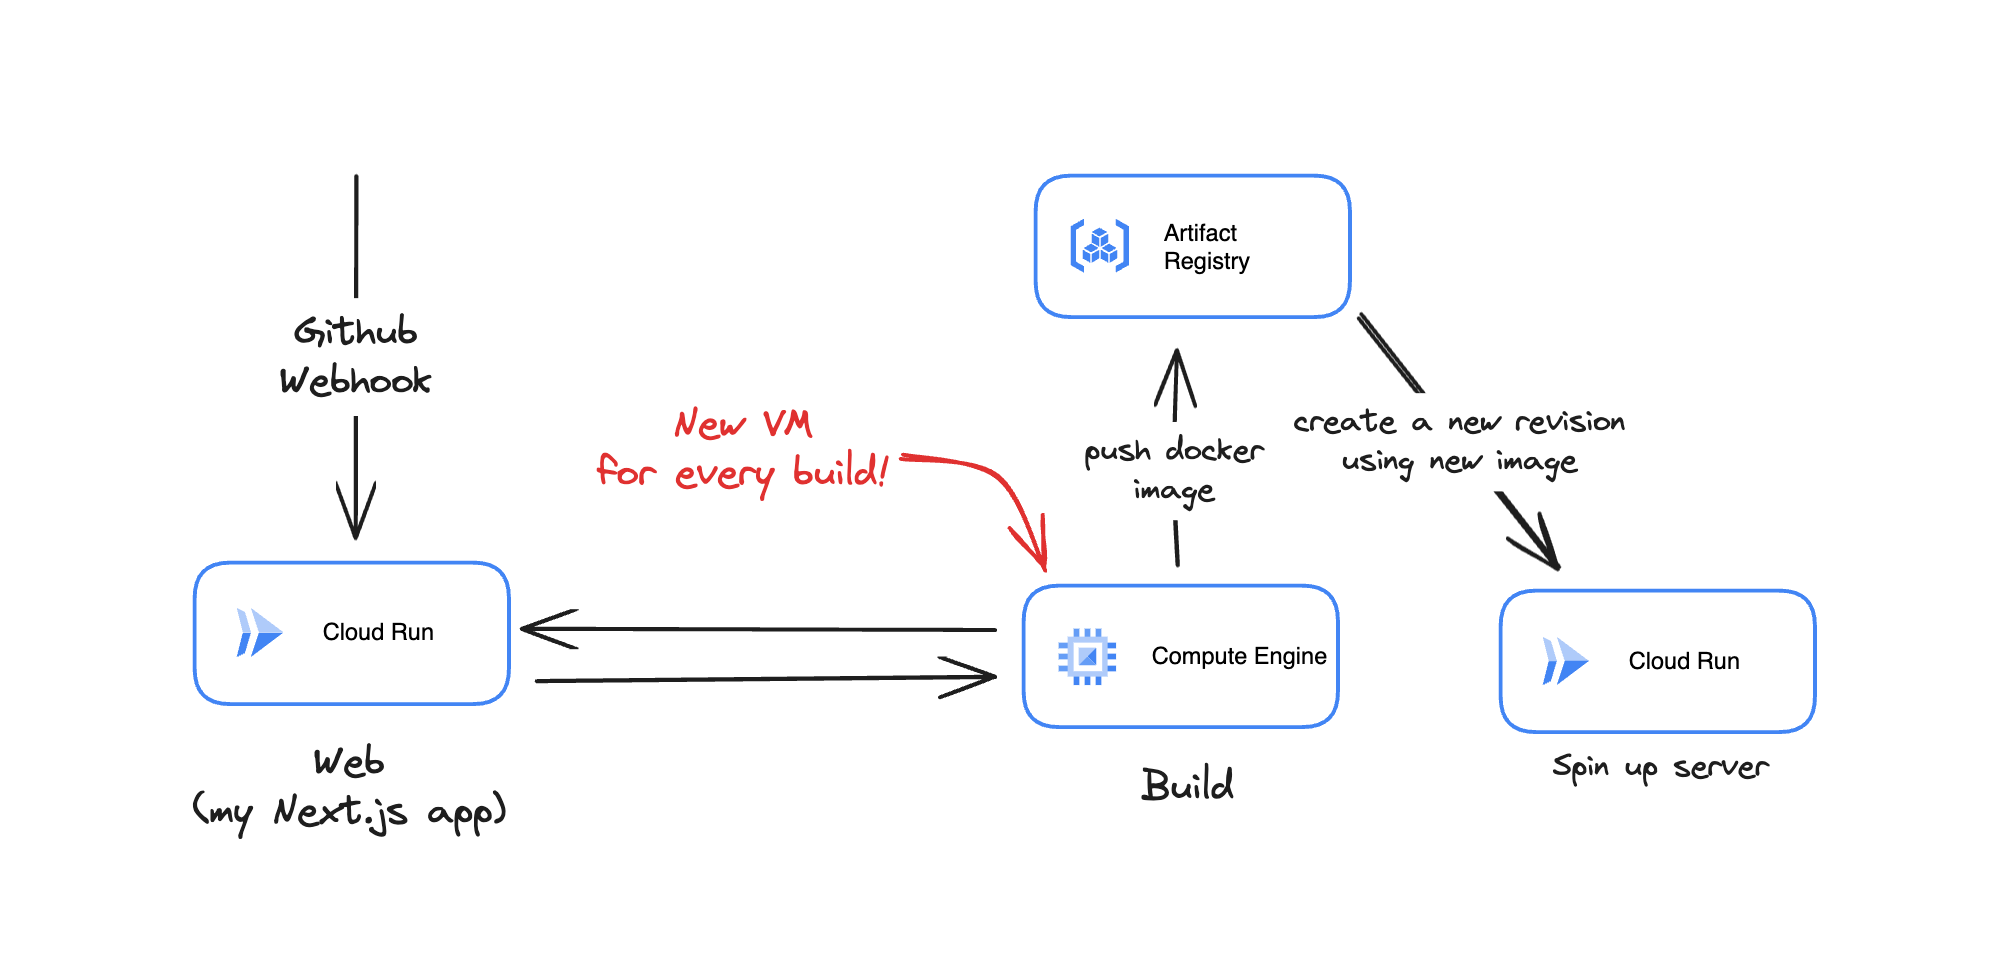 Github
Webhook
Cloud Run
Web
(my Next.js app)
New VM
for every build!
Artifact
Registry
push docker
image
Compute Engine
Build
create a new revision
using new image
Cloud Run
Spin up server